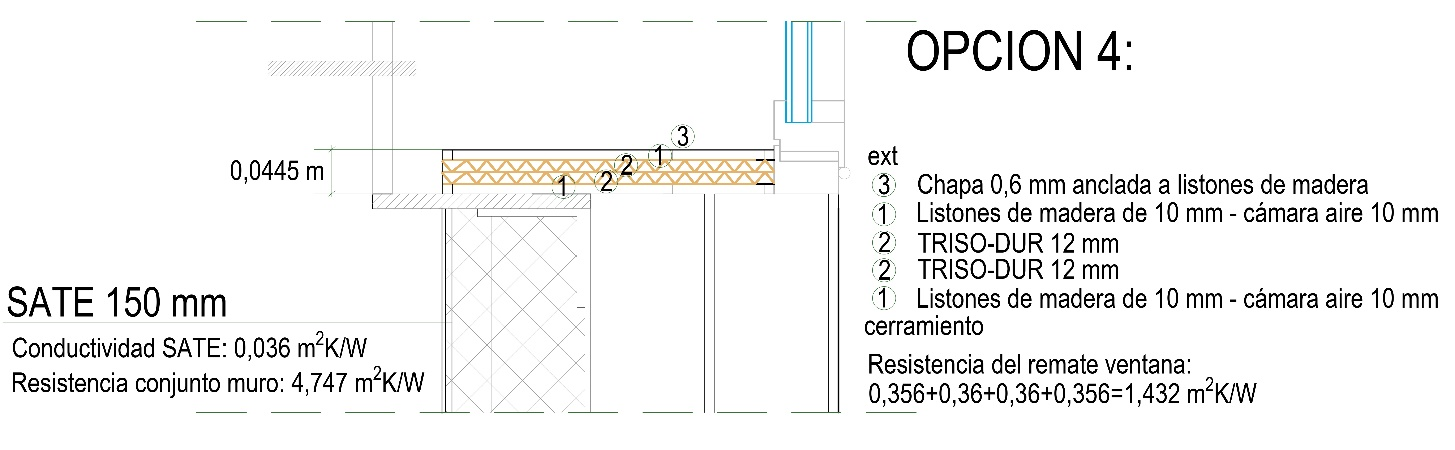 OPCION 4:
3
1
2
2
1
0,0445 m
SATE 150 mm
Conductividad SATE: 0,036 m²K/W
Resistencia conjunto muro: 4,747 m²K/W
ext
3 Chapa 0,6 mm anclada a listones de madera
1 Listones de madera de 10 mm - cámara aire 10 mm
2 TRISO-DUR 12 mm
2 TRISO-DUR 12 mm
1 Listones de madera de 10 mm - cámara aire 10 mm
cerramiento
Resistencia del remate ventana:
0,356+0,36+0,36+0,356=1,432 m²K/W